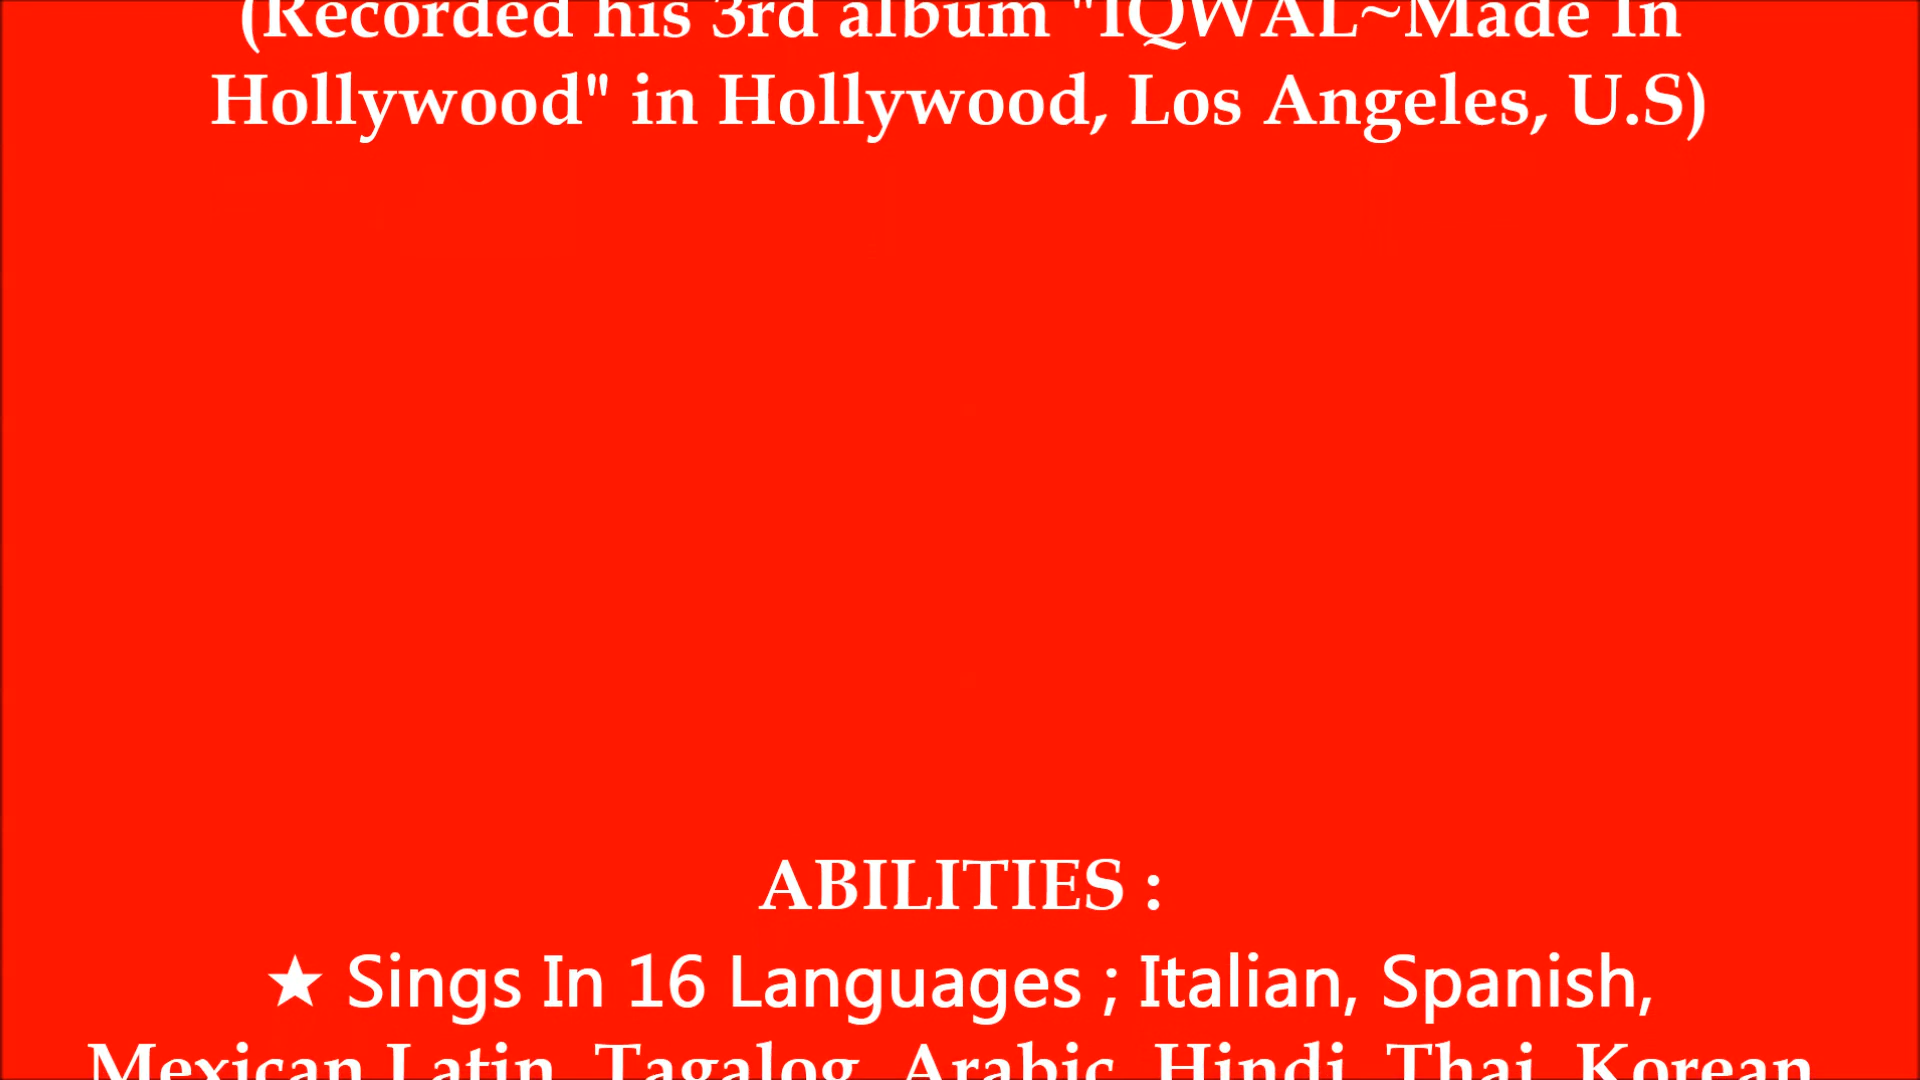 (Recorded his 3rd album "IQWAL~Made In
Hollywood" in Hollywood, Los Angeles, U.S)
ABILITIES :
★ Sings In 16 Languages ; Italian, Spanish,
Mexican Latin, Tagalog, Arabic, Hindi, Thai, Korean